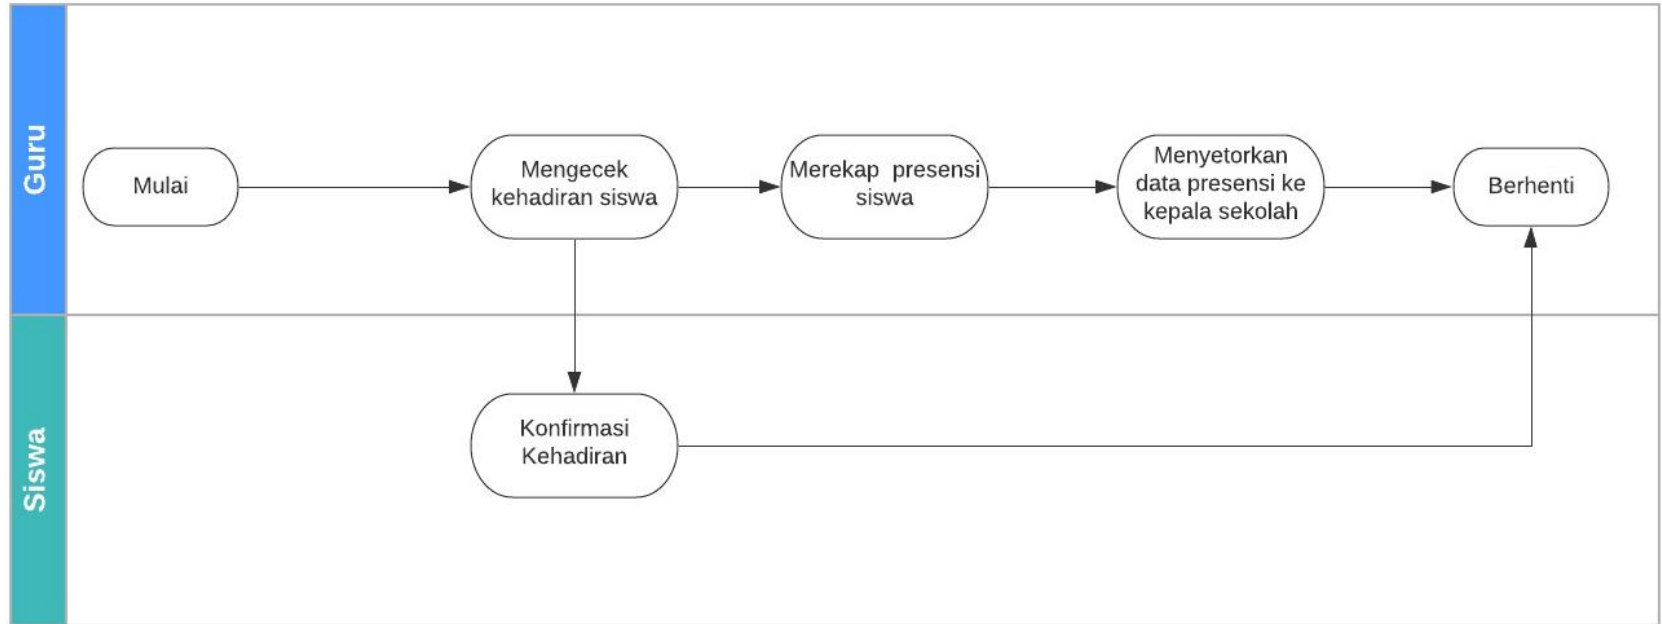 Guru
Mulai
Mengecek
kehadiran siswa
Merekap presensi
siswa
Menyetorkan
data presensi ke
kepala sekolah
Berhenti
Siswa
Konfirmasi
Kehadiran